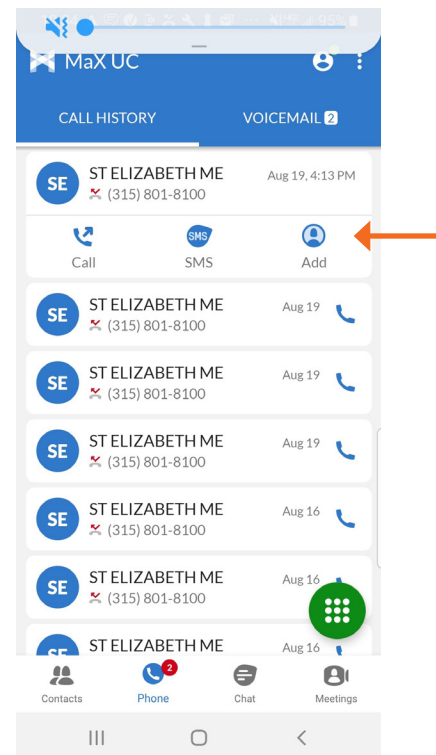 MaX UC
CALL HISTORY VOICEMAIL 2
SE ST ELIZABETH ME Aug 19, 4:13 PM
(315) 801-8100
Call SMS SMS Add
SE ST ELIZABETH ME Aug 19
(315) 801-8100
SE ST ELIZABETH ME Aug 19
(315) 801-8100
SE ST ELIZABETH ME Aug 19
(315) 801-8100
SE ST ELIZABETH ME Aug 16
(315) 801-8100
SE ST ELIZABETH ME Aug 16
(315) 801-8100
SE ST ELIZABETH ME Aug 16
2
Contacts Phone Chat Meetings